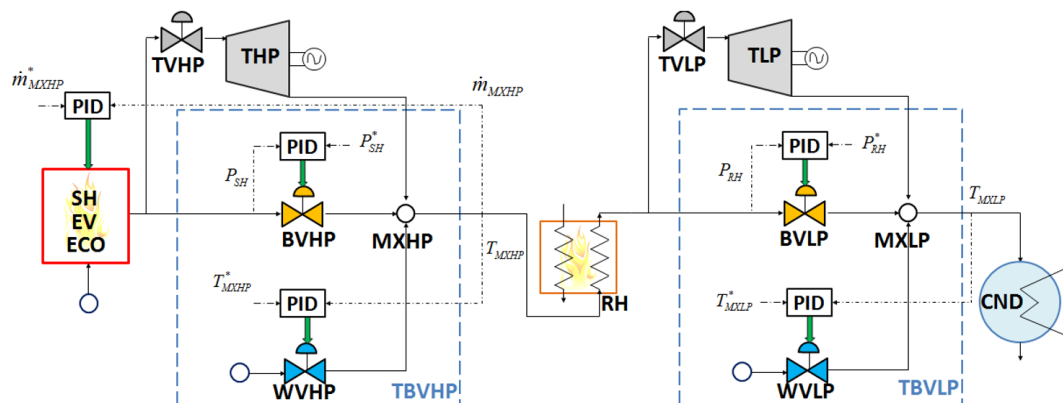 TVHP
THP
TVLP
TLP
ṁ*MXHP
ṁMXHP
PID
PID
P*SH
PSH
PID
P*RH
PRH
SH
EV
ECO
BVHP
MXHP
TMXHP
BVLP
MXLP
TMXLP
T*MXHP
PID
RH
T*MXLP
PID
CND
WVHP
TBVHP
WVLP
TBVLP